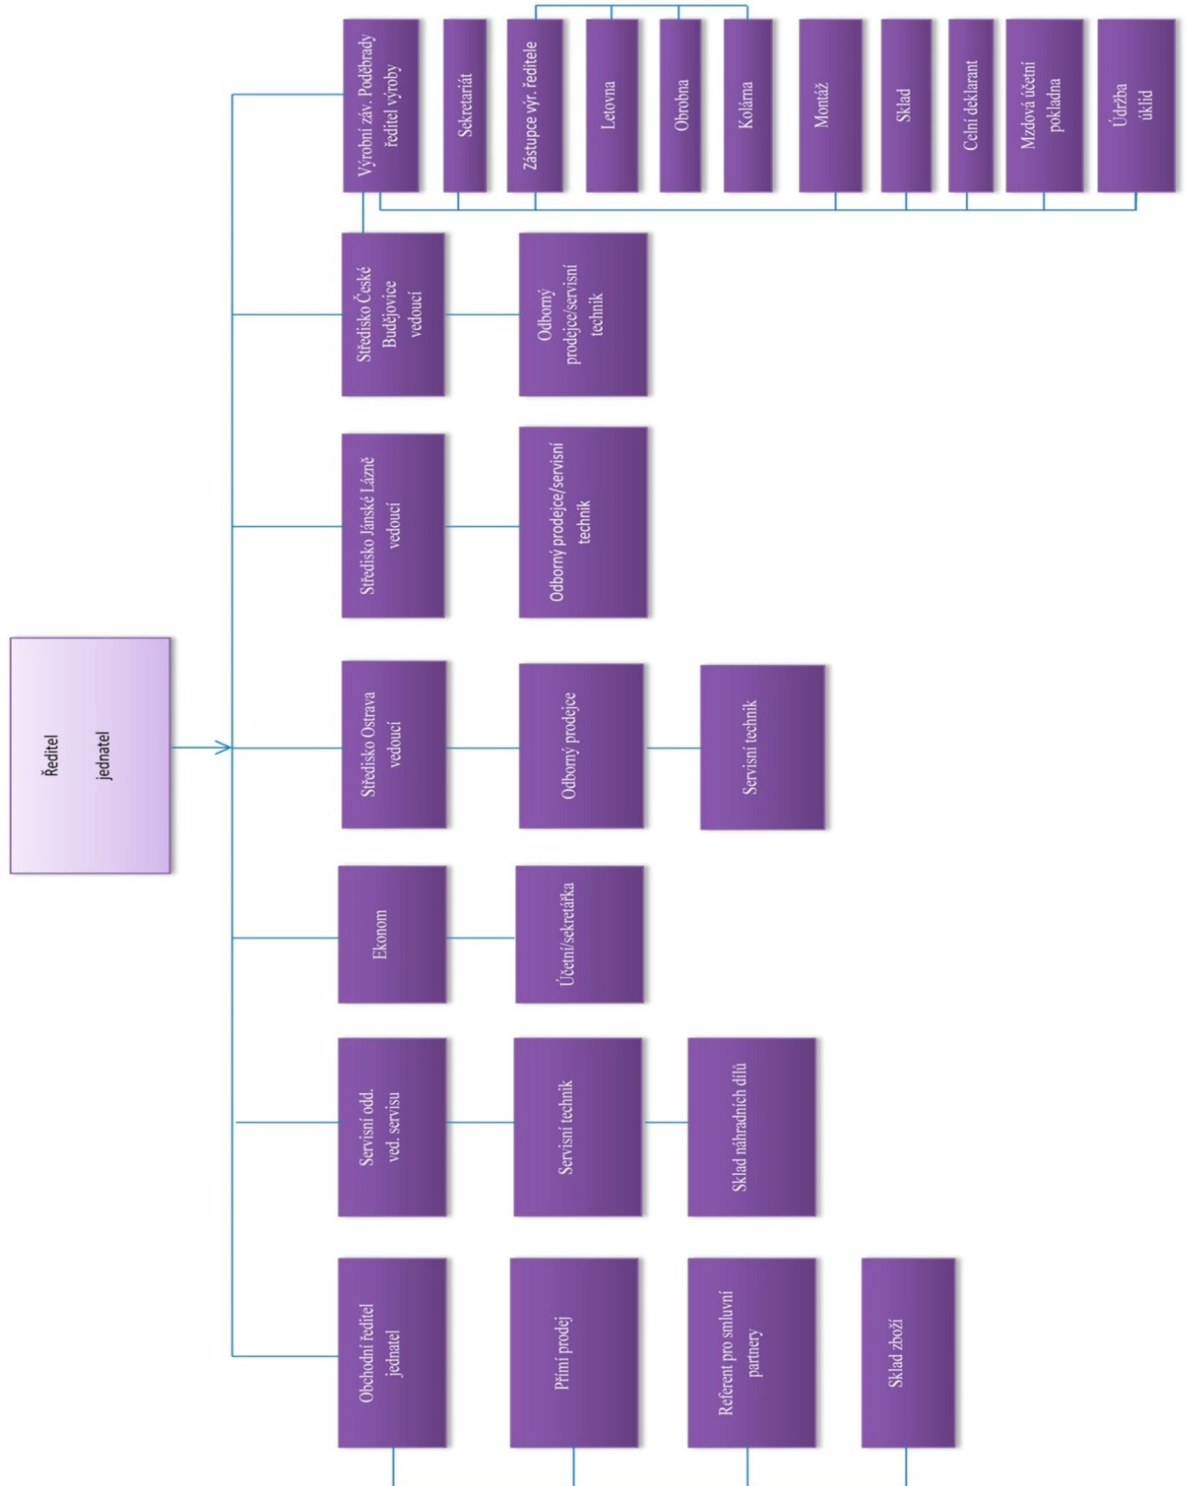 Ředitel
jednatel
Obchodní ředitel
jednatel
Přímí prodej
Referent pro smluvní
partnery
Sklad zboží
Servisní odd.
ved. servisu
Servisní technik
Sklad náhradních dílů
Ekonom
Účetní/sekretářka
Středisko Ostrava
vedoucí
Odborný prodejce
Servisní technik
Středisko Jánské Lázně
vedoucí
Odborný prodejce/servisní
technik
Středisko České
Budějovice
vedoucí
Odborný
prodejce/servisní
technik
Výrobní záv. Poděbrady
ředitel výroby
Sekretariát
Zástupce výr. ředitele
Letovna
Obrobna
Kolárna
Montáž
Sklad
Celní deklarant
Mzdová účetní
pokladna
Údržba
úklid